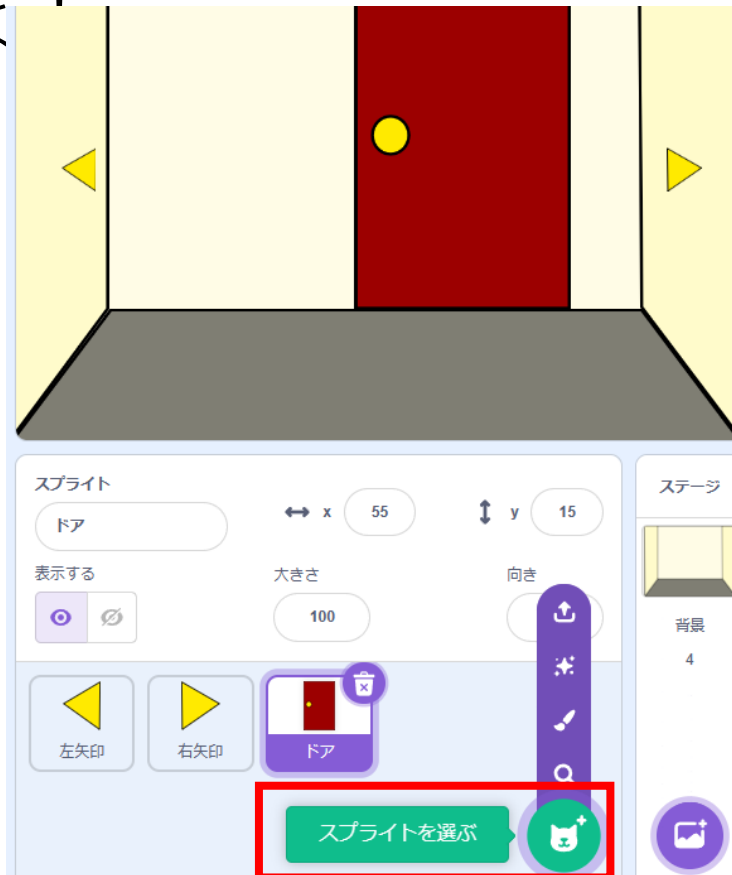 スプライト
ステージ
ドア
x 55
y 15
表示する
大きさ
向き
100
背景
4
左矢印
右矢印
ドア
スプライトを選ぶ